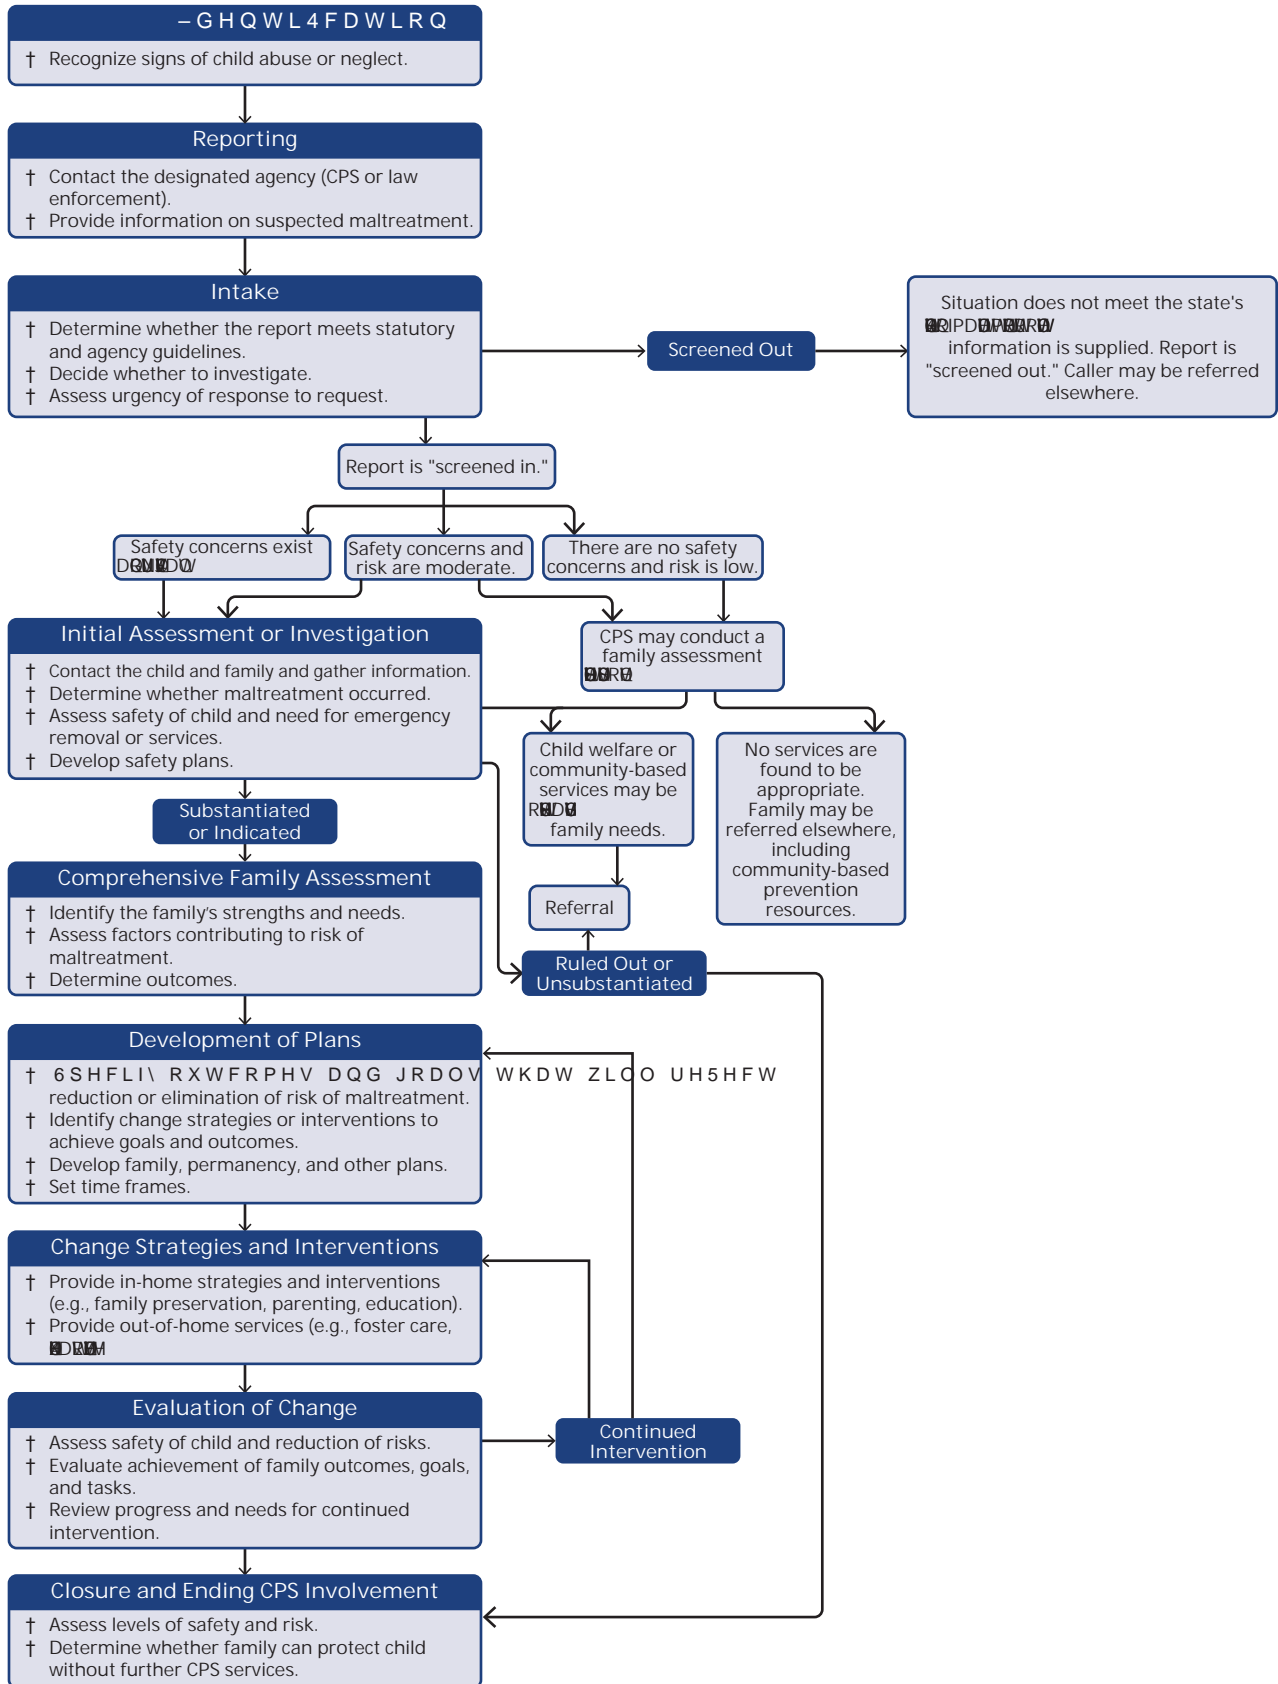 –GHQWL4FDWLRQ
† Recognize signs of child abuse or neglect.
Reporting
† Contact the designated agency (CPS or law
enforcement).
† Provide information on suspected maltreatment.
Intake
† Determine whether the report meets statutory
and agency guidelines.
† Decide whether to investigate.
† Assess urgency of response to request.
Screened Out
Situation does not meet the state's
information is supplied. Report is
"screened out." Caller may be referred
elsewhere.
Report is "screened in."
Safety concerns exist
Safety concerns and
risk are moderate.
There are no safety
concerns and risk is low.
Initial Assessment or Investigation
† Contact the child and family and gather information.
† Determine whether maltreatment occurred.
† Assess safety of child and need for emergency
removal or services.
† Develop safety plans.
CPS may conduct a
family assessment
Child welfare or
community-based
services may be
family needs.
No services are
found to be
appropriate.
Family may be
referred elsewhere,
including
community-based
prevention
resources.
Substantiated
or Indicated
Referral
Comprehensive Family Assessment
† Identify the family's strengths and needs.
† Assess factors contributing to risk of
maltreatment.
† Determine outcomes.
Ruled Out or
Unsubstantiated
Development of Plans
† 6SHFLI\ RXWFRPHV DQG JRDOV WKDW ZLOO UH5HFW
reduction or elimination of risk of maltreatment.
† Identify change strategies or interventions to
achieve goals and outcomes.
† Develop family, permanency, and other plans.
† Set time frames.
Change Strategies and Interventions
† Provide in-home strategies and interventions
(e.g., family preservation, parenting, education).
† Provide out-of-home services (e.g., foster care,
Evaluation of Change
† Assess safety of child and reduction of risks.
† Evaluate achievement of family outcomes, goals,
and tasks.
† Review progress and needs for continued
intervention.
Continued
Intervention
Closure and Ending CPS Involvement
† Assess levels of safety and risk.
† Determine whether family can protect child
without further CPS services.